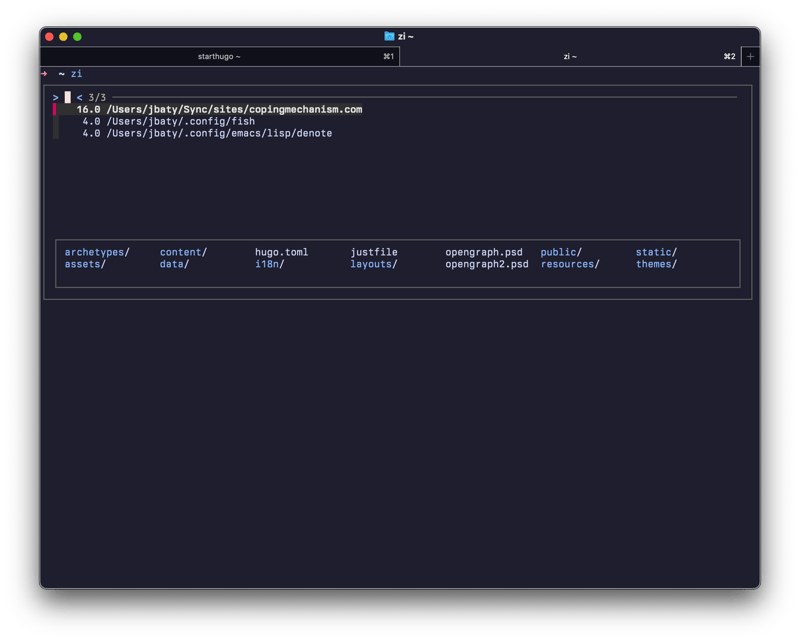 zi ~
starthugo ~ ⌘1 zi ~ ⌘2 +
→ ~ zi
> < 3/3
16.0 /Users/jbaty/Sync/sites/copingmechanism.com
4.0 /Users/jbaty/.config/fish
4.0 /Users/jbaty/.config/emacs/lisp/denote
archetypes/ content/ hugo.toml justfile opengraph.psd public/ static/
assets/ data/ i18n/ layouts/ opengraph2.psd resources/ themes/